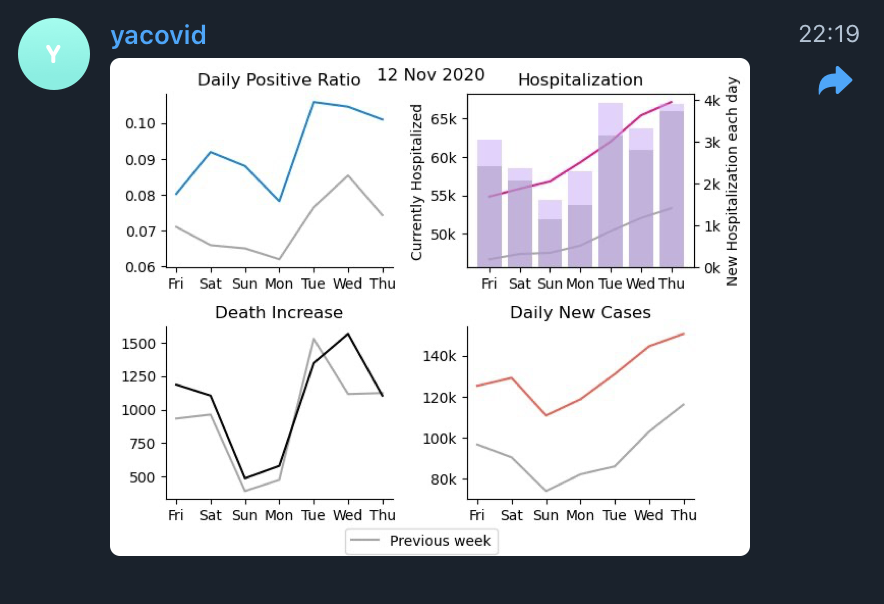 yacovid
22:19
Y
12 Nov 2020
Daily Positive Ratio
0.10
0.09
0.08
0.07
0.06
Fri Sat Sun Mon Tue Wed Thu
Hospitalization
Currently Hospitalized
65k
60k
55k
50k
4k
3k
2k
1k
0k
New Hospitalization each day
Fri Sat Sun Mon Tue Wed Thu
Death Increase
1500
1250
1000
750
500
Fri Sat Sun Mon Tue Wed Thu
Daily New Cases
140k
120k
100k
80k
Fri Sat Sun Mon Tue Wed Thu
Previous week